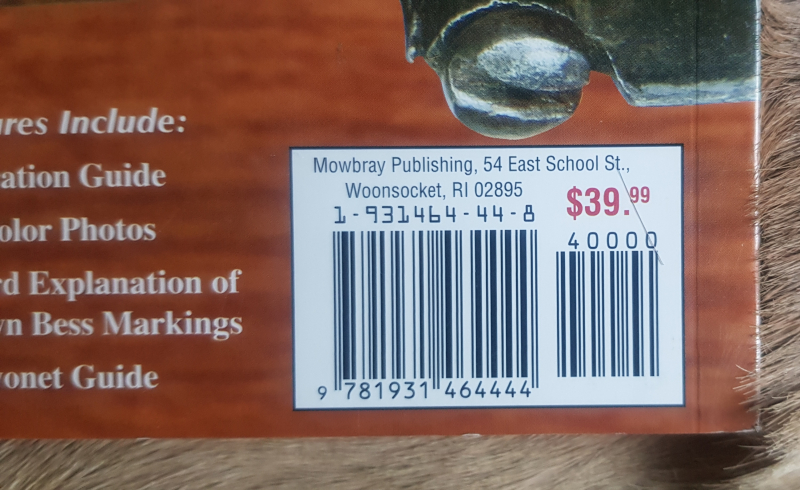 ures Include:
ation Guide
olor Photos
rd Explanation of
wn Bess Markings
yonet Guide
Mowbray Publishing, 54 East School St.,
Woonsocket, RI 02895
$39.99
1-931464-44-8
40000
9 781931 464444